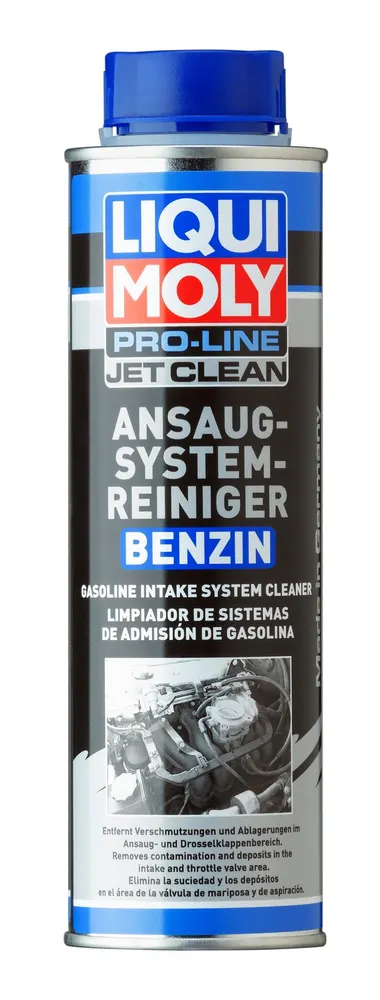 LIQUI
MOLY
PRO-LINE
JET CLEAN
ANSAUG-
SYSTEM-
REINIGER
BENZIN
GASOLINE INTAKE SYSTEM CLEANER
LIMPIADOR DE SISTEMAS
DE ADMISIÓN DE GASOLINA
Made in Germany
Entfernt Verschmutzungen und Ablagerungen im
Ansaug- und Drosselklappenbereich.
Removes contamination and deposits in the
intake and throttle valve area.
Elimina la suciedad y los depósitos
en el área de la válvula de mariposa y de aspiración.